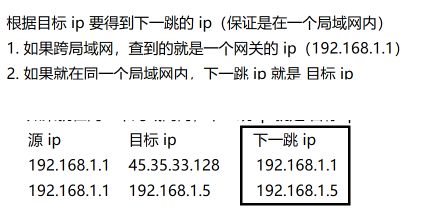 根据目标 ip 要得到下一跳的 ip（保证是在一个局域网内）
1. 如果跨局域网，查到的就是一个网关的 ip（192.168.1.1）
2. 如果就在同一个局域网内，下一跳 ip 就是 目标 ip
源 ip 目标 ip 下一跳 ip
192.168.1.1 45.35.33.128 192.168.1.1
192.168.1.1 192.168.1.5 192.168.1.5